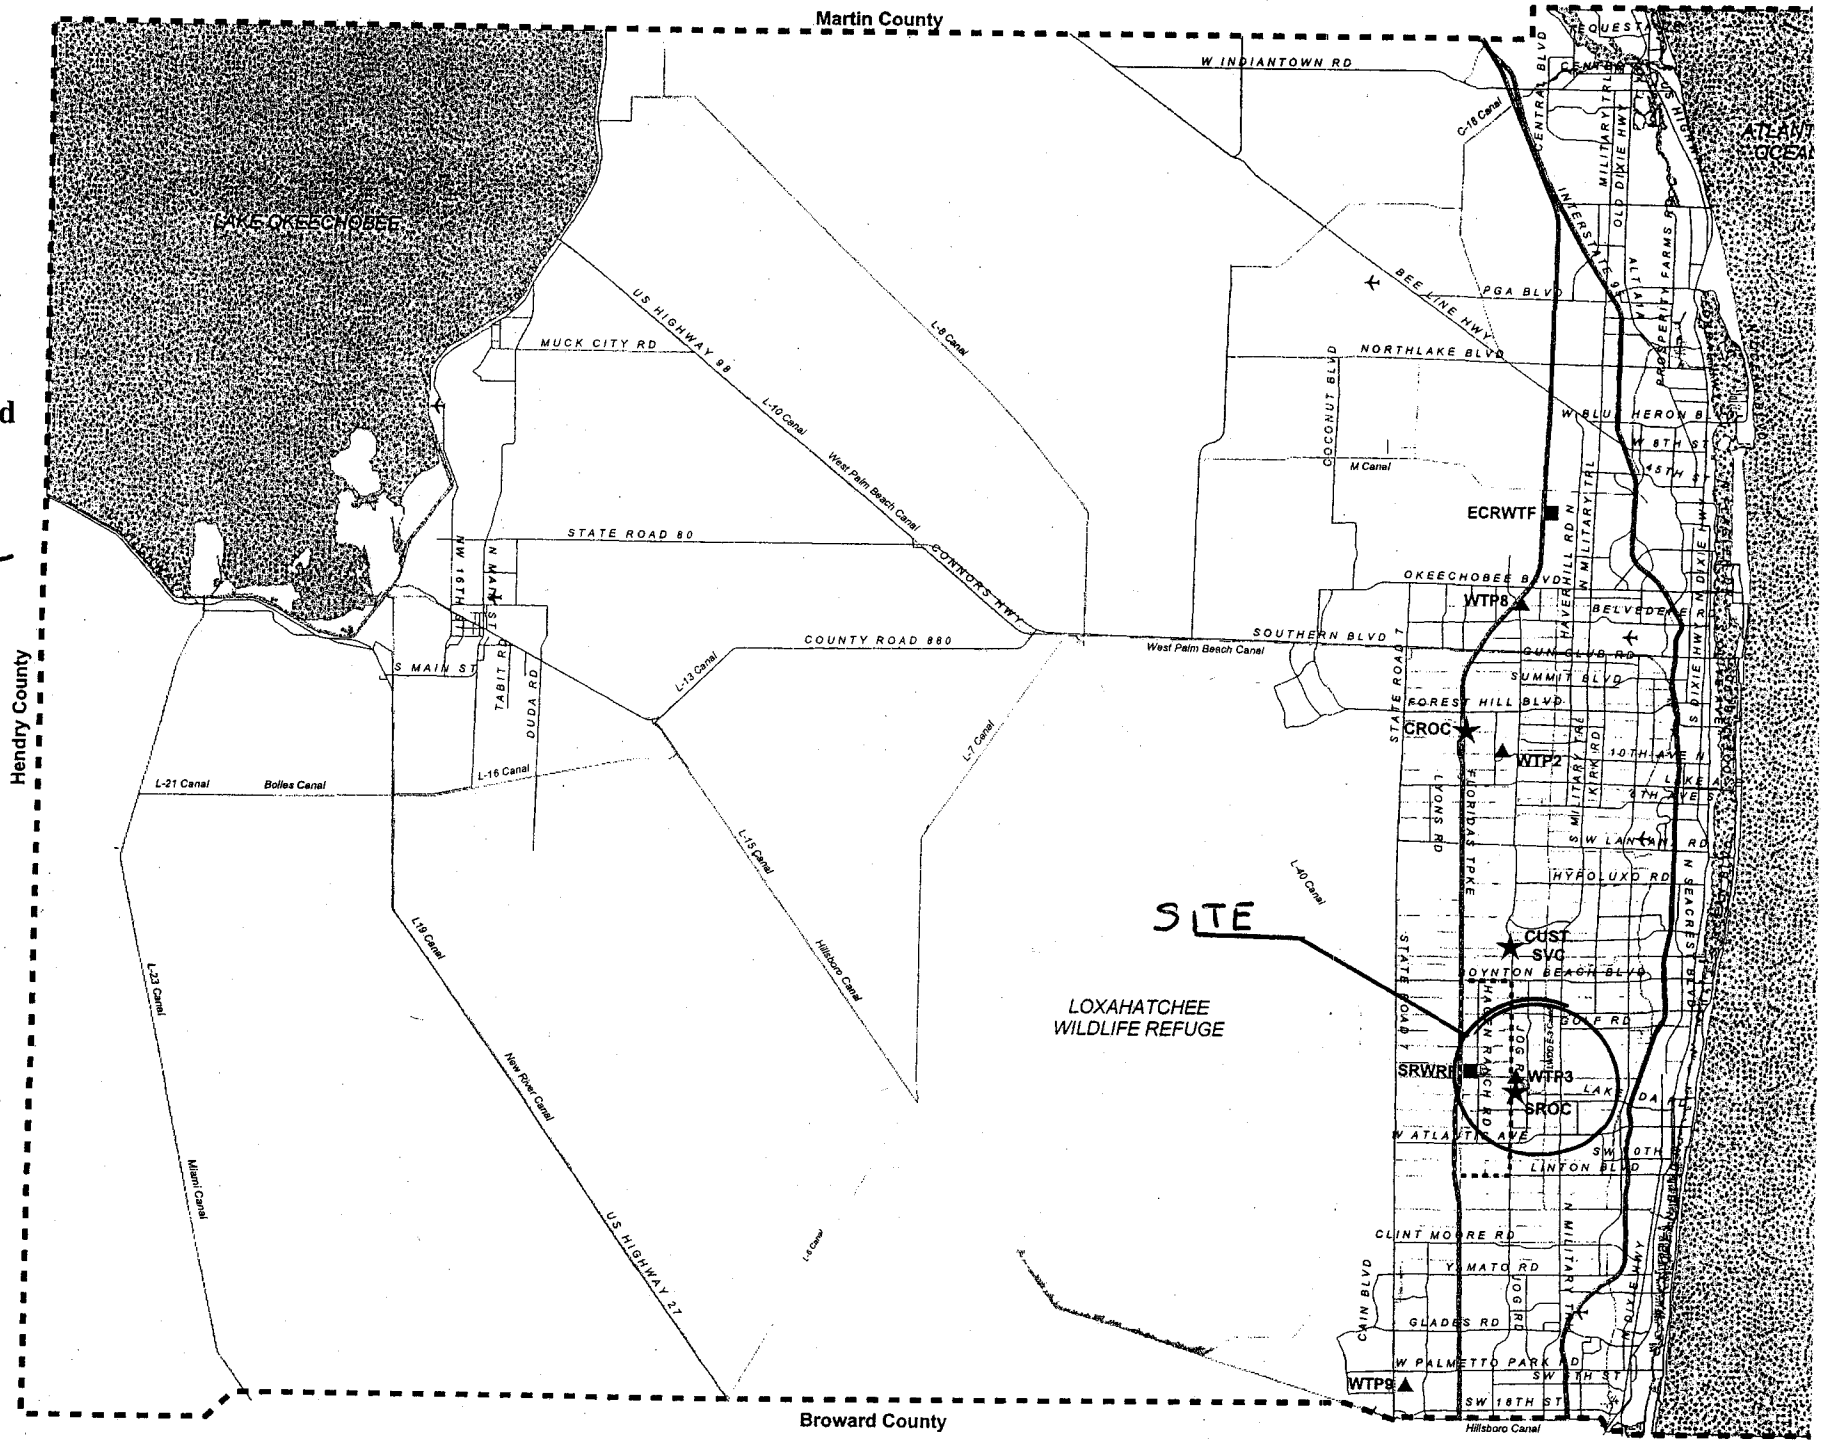 Martin County
W INDIANTOWN RD
CENTRAL BLVD
C-18 Canal
MILITARY TRL
OLD DIXIE HWY
LAKE OKEECHOBEE
INTERSTATE 95
PROSPERITY FARMS RD
BEE LINE HWY
PGA BLVD
US HIGHWAY 98
MUCK CITY RD
L-8 Canal
NORTHLAKE BLVD
COCONUT BLVD
L-10 Canal
d
W BLUE HERON BLVD
W 8TH ST
45TH ST
West Palm Beach Canal
M Canal
ECRWTF
HAVERHILL RD N
N MILITARY TRL
STATE ROAD 80
CONNORS HWY
NW 16TH ST
N MAIN ST
OKEECHOBEE BLVD
WTP8
BELVEDERE RD
N DIXIE HWY
COUNTY ROAD 880
SOUTHERN BLVD
West Palm Beach Canal
GUN CLUB RD
S MAIN ST
TABIT RD
DUDA RD
L-13 Canal
STATE ROAD 7
SUMMIT BLVD
FOREST HILL BLVD
S DIXIE HWY
CROC
WTP2
10TH AVE N
KIRK RD
S MILITARY TRL
L-7 Canal
Hendry County
L-21 Canal
Bolles Canal
L-16 Canal
LYONS RD
FLORIDAS TPKE
6TH AVE S
L-15 Canal
L-40 Canal
SW LANTANA RD
HYPOLUXO RD
N SEACREST BLVD
SITE
L19 Canal
Hillsboro Canal
L-23 Canal
CUST
SVC
BOYNTON BEACH BLVD
STATE ROAD 7
HAGEN RANCH RD
LOXAHATCHEE
WILDLIFE REFUGE
GOLF RD
JOG RD
New River Canal
SRWRF
WTP3
SROC
W ATLANTIC AVE
LINTON BLVD
Miami Canal
US HIGHWAY 27
L-6 Canal
CLINT MOORE RD
YAMATO RD
N MILITARY TRL
CAIN BLVD
JOG RD
N DIXIE HWY
GLADES RD
W PALMETTO PARK RD
WTP9
SW 18TH ST
Broward County
Hillsboro Canal